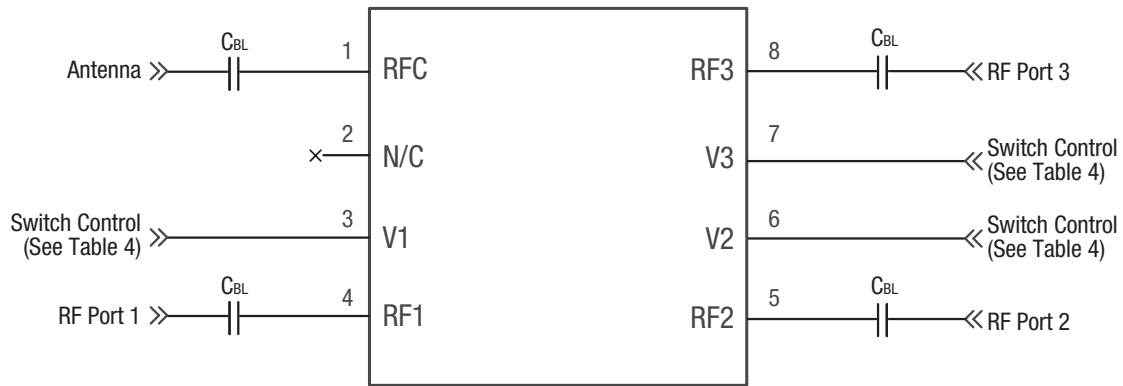 CBL
Antenna
1
RFC
RF3
8
CBL
RF Port 3
2
N/C
V3
7
Switch Control
(See Table 4)
Switch Control
(See Table 4)
3
V1
V2
6
Switch Control
(See Table 4)
CBL
RF Port 1
4
RF1
RF2
5
CBL
RF Port 2